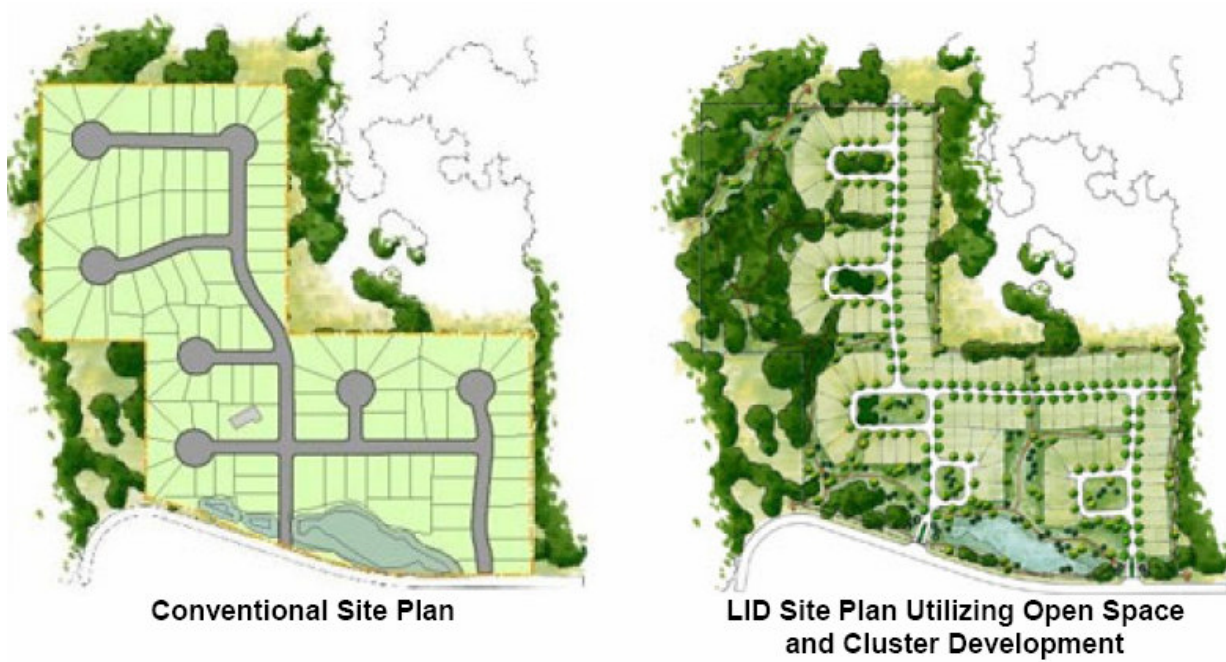 Conventional Site Plan
LID Site Plan Utilizing Open Space
and Cluster Development